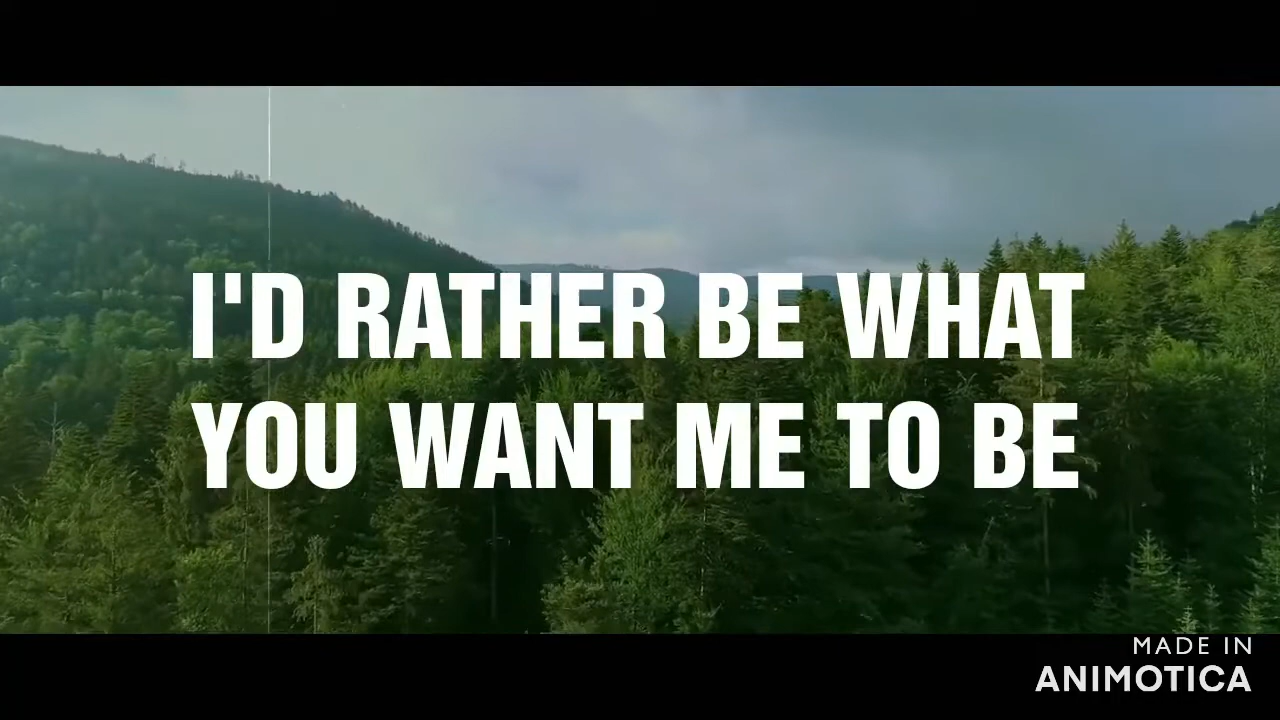 I'D RATHER BE WHAT
YOU WANT ME TO BE
MADE IN
ANIMOTICA